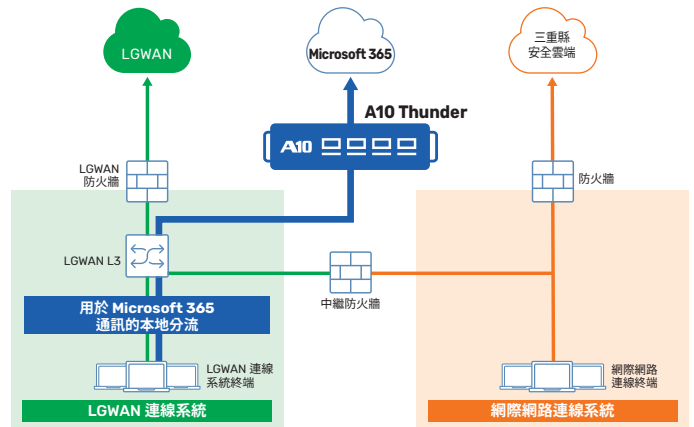 LGWAN
Microsoft 365
三重縣
安全雲端
A10 Thunder
A10
LGWAN
防火牆
防火牆
LGWAN L3
中繼防火牆
用於 Microsoft 365
通訊的本地分流
LGWAN 連線
系統終端
網際網路
連線終端
LGWAN 連線系統
網際網路連線系統